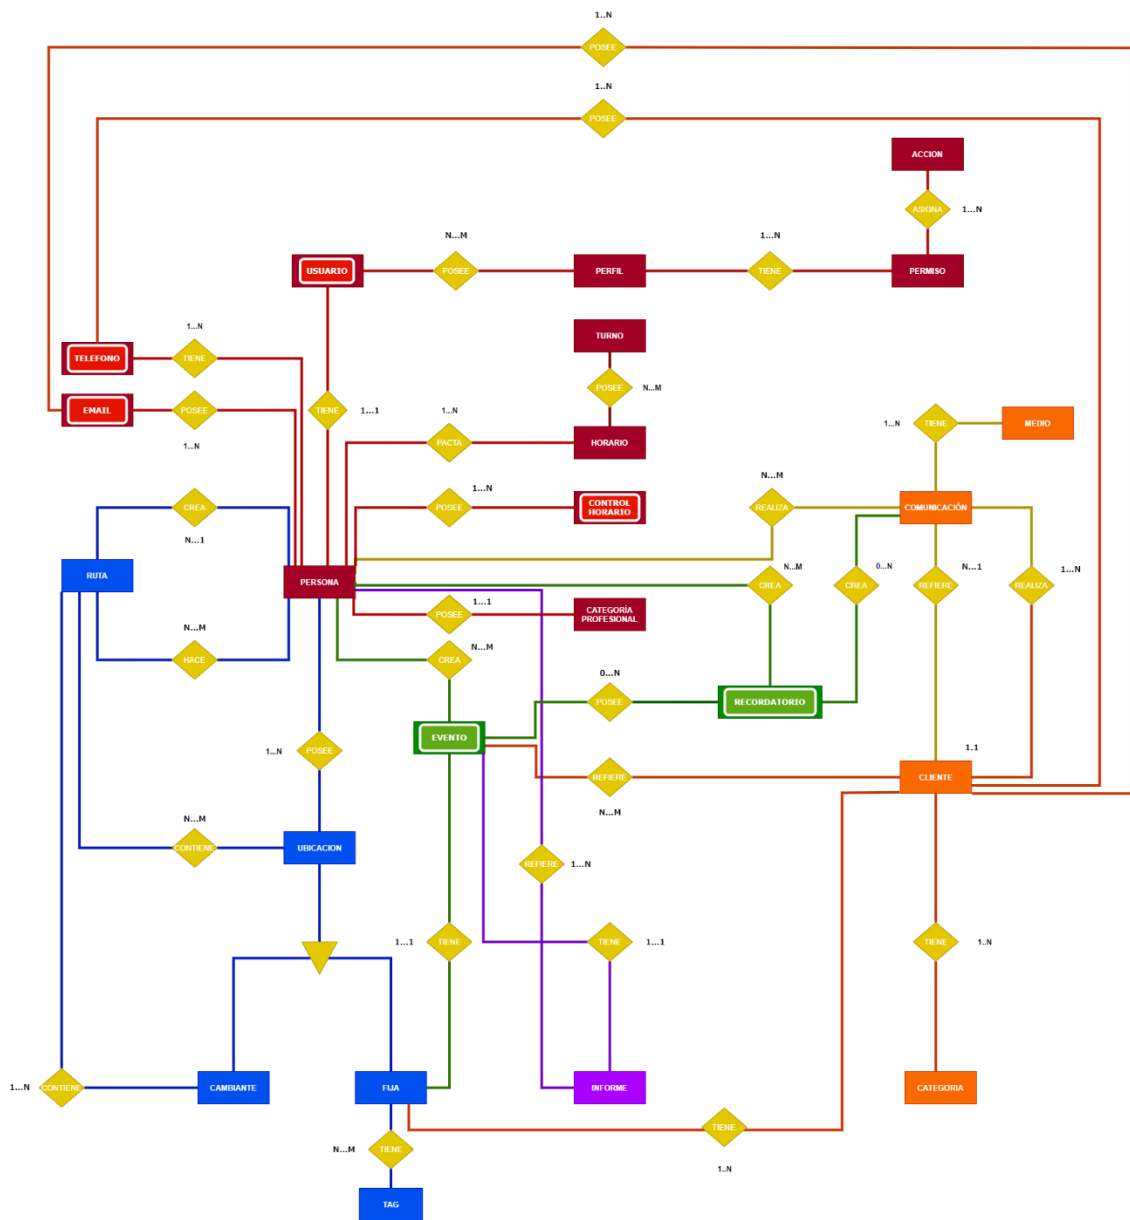 1..N
POSEE
1..N
POSEE
ACCION
ASIGNA
1...N
N...M
1...N
USUARIO
POSEE
PERFIL
TIENE
PERMISO
1...N
TURNO
TELEFONO
TIENE
POSEE
N...M
EMAIL
POSEE
TIENE
1...1
1...N
1...N
PACTA
HORARIO
1...N
TIENE
MEDIO
CREA
N...1
POSEE
1...N
CONTROL
HORARIO
N...M
REALIZA
COMUNICACIÓN
RUTA
PERSONA
CREA
N...M
CREA
0...N
REFIERE
N...1
REALIZA
1...N
N...M
HACE
POSEE
1...1
CATEGORÍA
PROFESIONAL
CREA
N...M
0...N
POSEE
RECORDATORIO
EVENTO
1...N
POSEE
REFIERE
N...M
1.1
CLIENTE
N...M
CONTIENE
UBICACION
REFIERE
1...N
1...1
TIENE
TIENE
1...1
TIENE
1..N
1...N
CONTIENE
CAMBIANTE
FIJA
INFORME
CATEGORIA
N...M
TIENE
TIENE
1..N
TAG